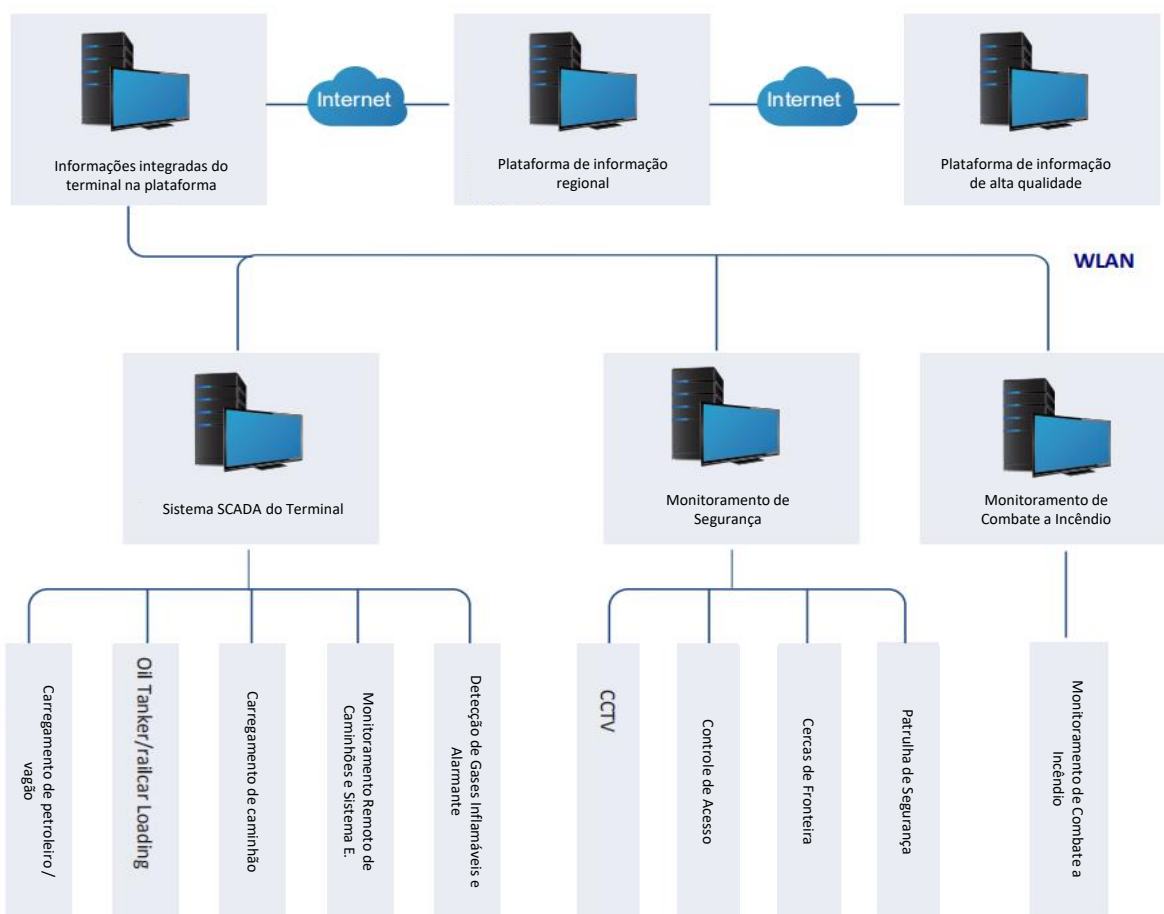 Internet
Internet
Informações integradas do
terminal na plataforma
Plataforma de informação
regional
Plataforma de informação
de alta qualidade
WLAN
Sistema SCADA do Terminal
Monitoramento de
Segurança
Monitoramento de
Combate a Incêndio
Carregamento de petroleiro /
vagão
Oil Tanker/railcar Loading
Carregamento de caminhão
Monitoramento Remoto de
Caminhões e Sistema E.
Detecção de Gases Inflamáveis e
Alarmante
CCTV
Controle de Acesso
Cercas de Fronteira
Patrulha de Segurança
Monitoramento de Combate a
Incêndio